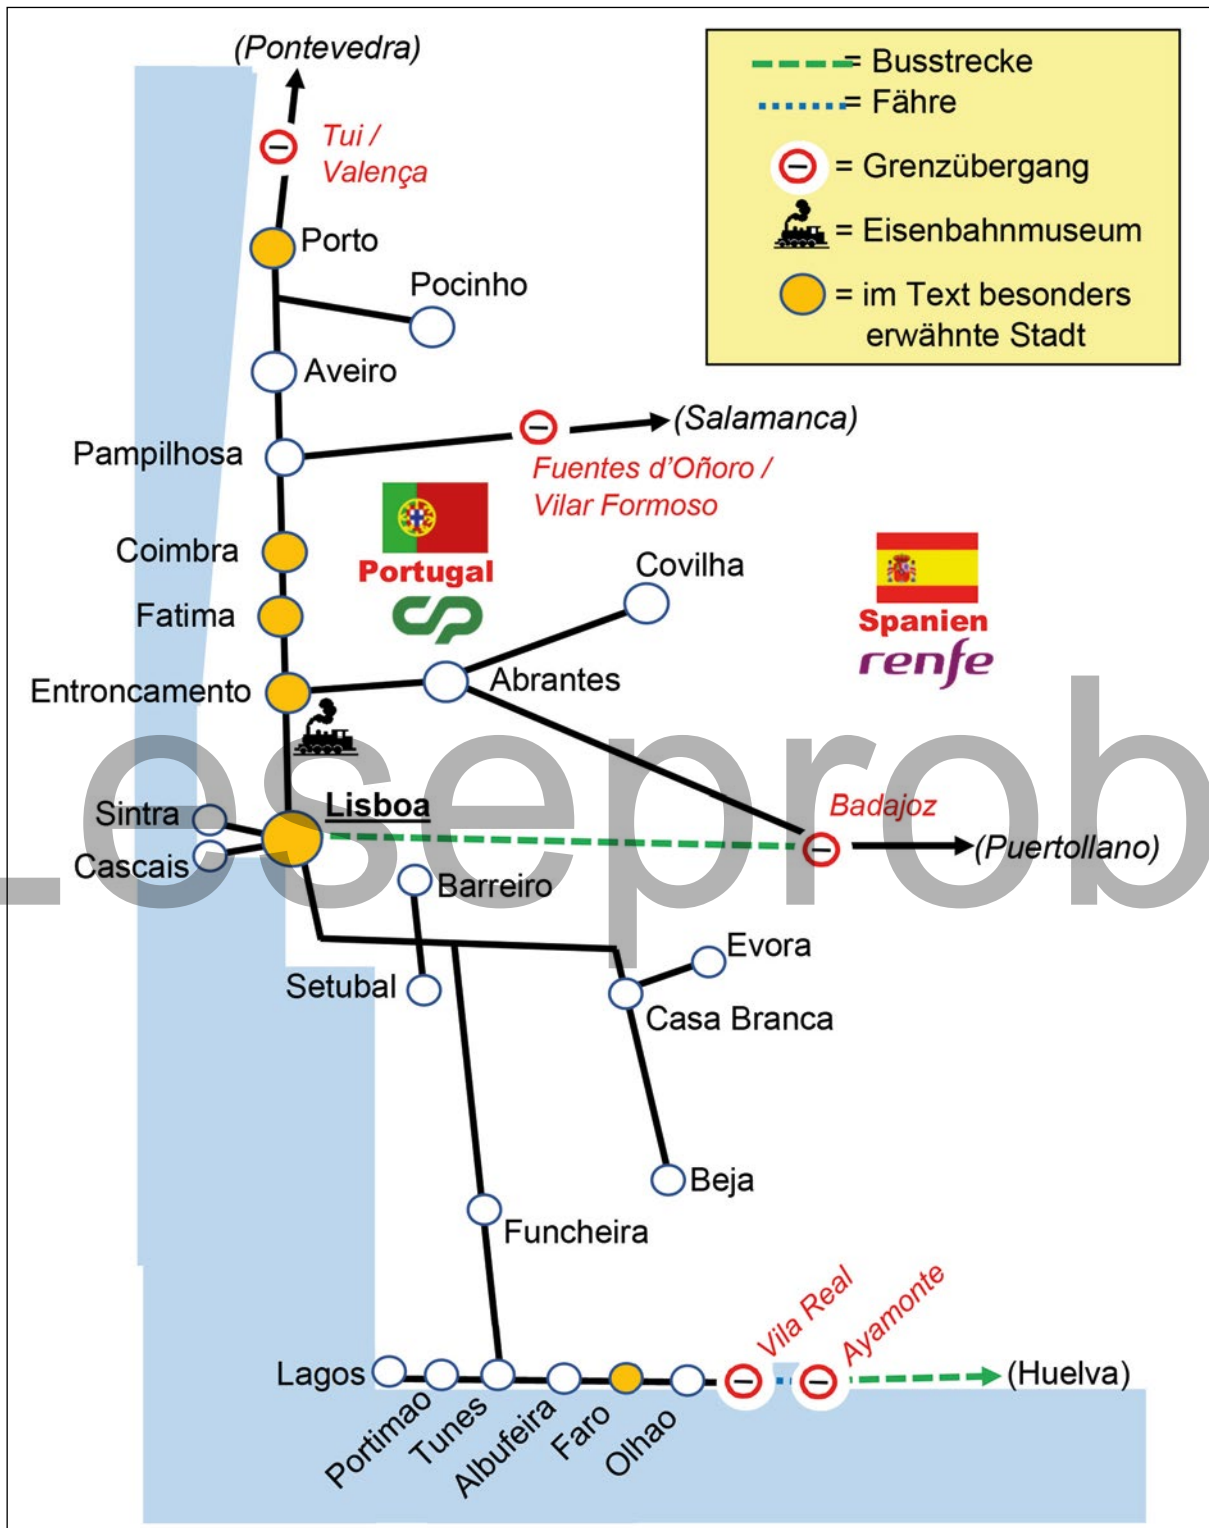 (Pontevedra)
= Busstrecke
= Fähre
= Grenzübergang
= Eisenbahnmuseum
= im Text besonders
erwähnte Stadt
Tui /
Valença
Porto
Pocinho
Aveiro
(Salamanca)
Pampilhosa
Fuentes d’Oñoro /
Vilar Formoso
Coimbra
Portugal
cp
Covilha
Spanien
renfe
Fatima
Entroncamento
Abrantes
Leseprob
Sintra
Lisboa
Badajoz
Cascais
(Puertollano)
Barreiro
Evora
Setubal
Casa Branca
Beja
Funcheira
Vila Real
Ayamonte
Lagos
(Huelva)
Portimao
Tunes
Albufeira
Faro
Olhao